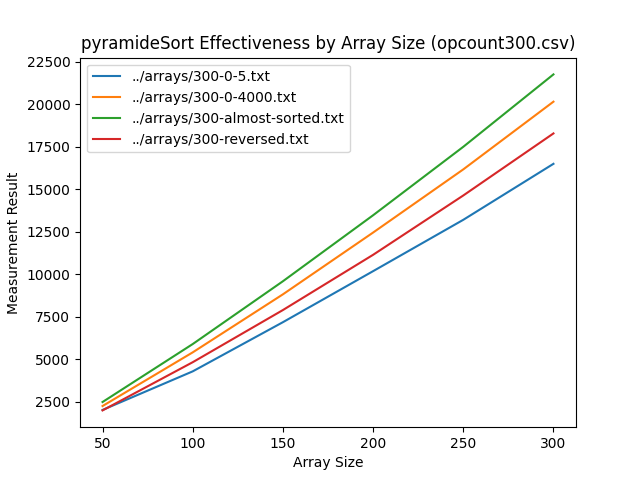 pyramideSort Effectiveness by Array Size (opcount300.csv)
../arrays/300-0-5.txt
../arrays/300-0-4000.txt
../arrays/300-almost-sorted.txt
../arrays/300-reversed.txt
Measurement Result
22500
20000
17500
15000
12500
10000
7500
5000
2500
50 100 150 200 250 300
Array Size